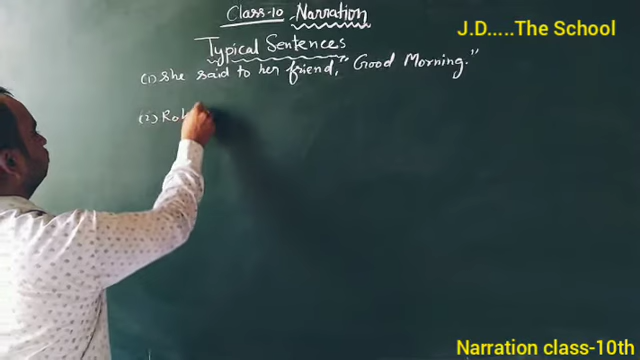 Class-10 Narration
J.D.....The School
Typical Sentences
(1) She said to her friend, "Good Morning."
(2) Rob
Narration class-10th